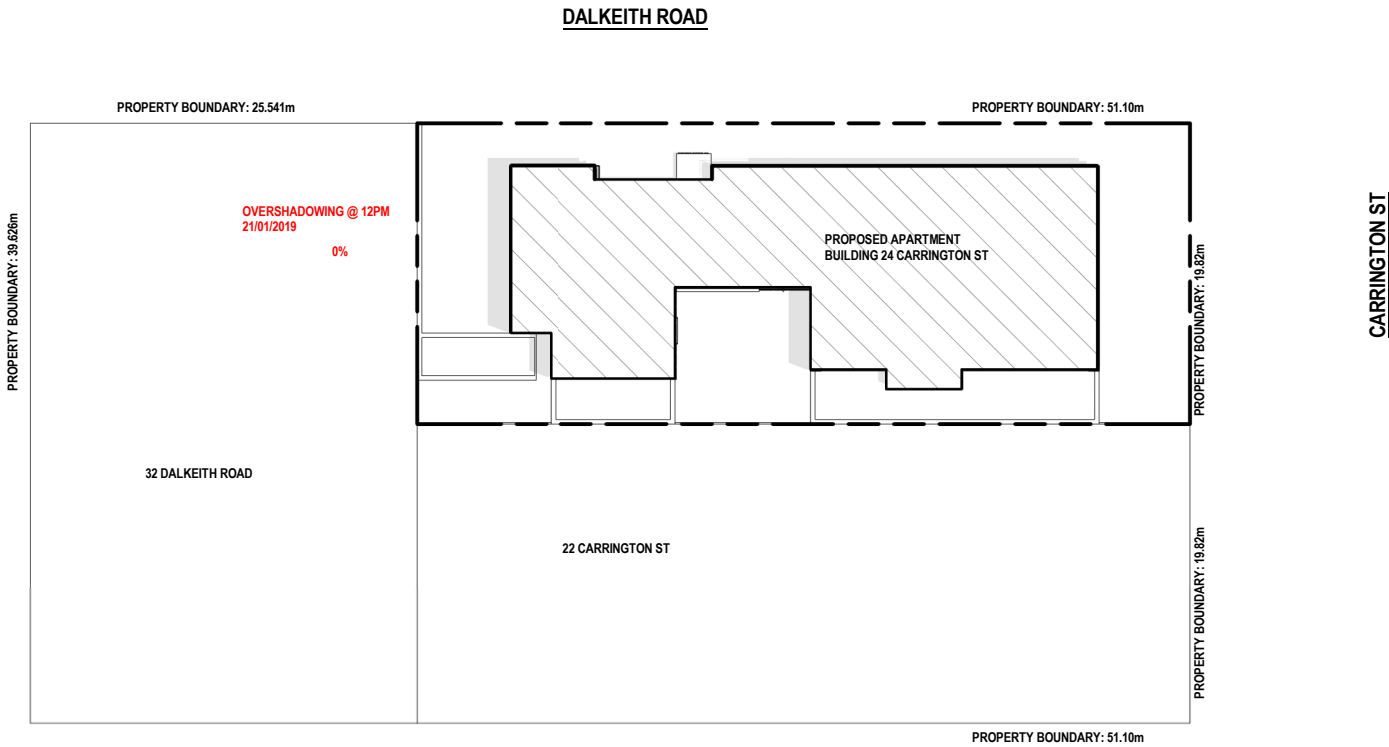 DALKEITH ROAD
PROPERTY BOUNDARY: 25.541m
PROPERTY BOUNDARY: 51.10m
PROPERTY BOUNDARY: 39.626m
OVERSHADOWING @ 12PM
21/01/2019
0%
PROPOSED APARTMENT
BUILDING 24 CARRINGTON ST
PROPERTY BOUNDARY: 19.82m
CARRINGTON ST
32 DALKEITH ROAD
22 CARRINGTON ST
PROPERTY BOUNDARY: 19.82m
PROPERTY BOUNDARY: 51.10m